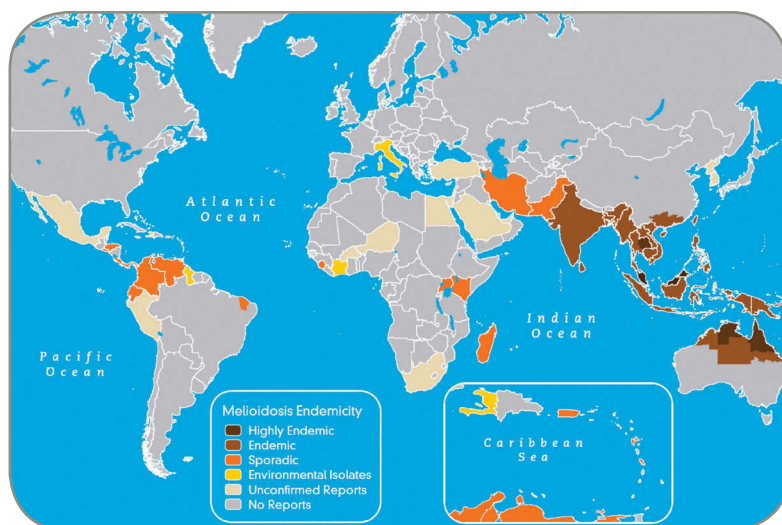 Atlantic
Ocean
Pacific
Ocean
Indian
Ocean
Melioidosis Endemicity
Highly Endemic
Endemic
Sporadic
Environmental Isolates
Unconfirmed Reports
No Reports
Caribbean
Sea